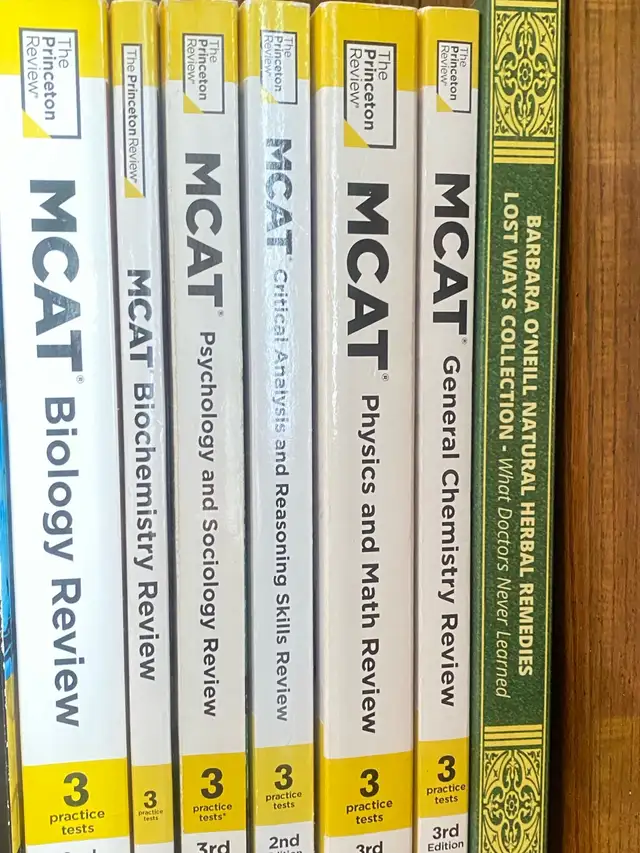 The
Princeton
Review®
MCAT® Biology Review
3
practice
tests
The Princeton Review®
MCAT® Biochemistry Review
3
practice
tests
The
Princeton
Review®
MCAT® Psychology and Sociology Review
3
practice
tests*
3rd
The
Princeton
Review®
MCAT® Critical Analysis and Reasoning Skills Review
3
practice
tests
2nd
Edition
The
Princeton
Review®
MCAT® Physics and Math Review
3
practice
tests
3rd
The
Princeton
Review®
MCAT® General Chemistry Review
3
practice
tests
3rd
Edition
BARBARA O'NEILL NATURAL HERBAL REMEDIES
LOST WAYS COLLECTION - What Doctors Never Learned